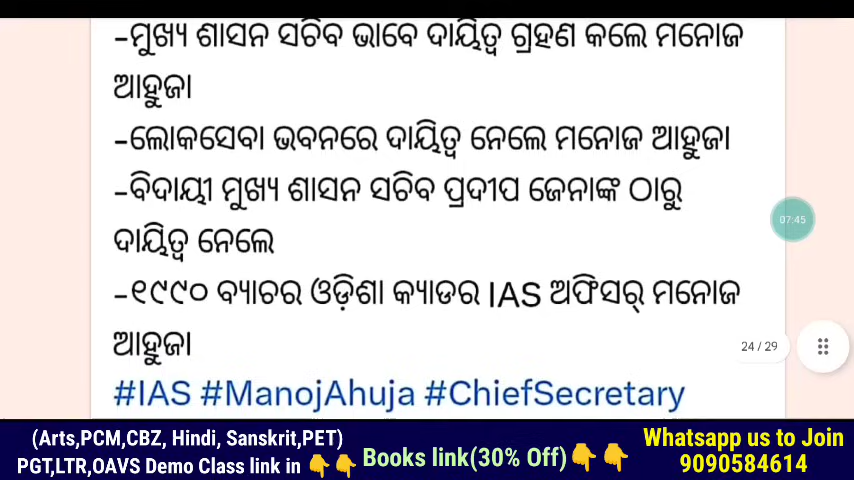 -ମୁଖ୍ୟ ଶାସନ ସଚିବ ଭାବେ ଦାୟିତ୍ୱ ଗ୍ରହଣ କଲେ ମନୋଜ
ଆହୁଜା
-ଲୋକସେବା ଭବନରେ ଦାୟିତ୍ୱ ନେଲେ ମନୋଜ ଆହୁଜା
-ବିଦାୟୀ ମୁଖ୍ୟ ଶାସନ ସଚିବ ପ୍ରଦୀପ ଜେନାଙ୍କ ଠାରୁ
ଦାୟିତ୍ୱ ନେଲେ
07:45
-୧୯୯୦ ବ୍ୟାଚର ଓଡ଼ିଶା କ୍ୟାଡର IAS ଅଫିସର୍ ମନୋଜ
ଆହୁଜା
24 / 29
#IAS #ManojAhuja #ChiefSecretary
(Arts,PCM,CBZ, Hindi, Sanskrit,PET)
PGT,LTR,OAVS Demo Class link in 👇👇
Books link(30% Off)👇👇
Whatsapp us to Join
9090584614